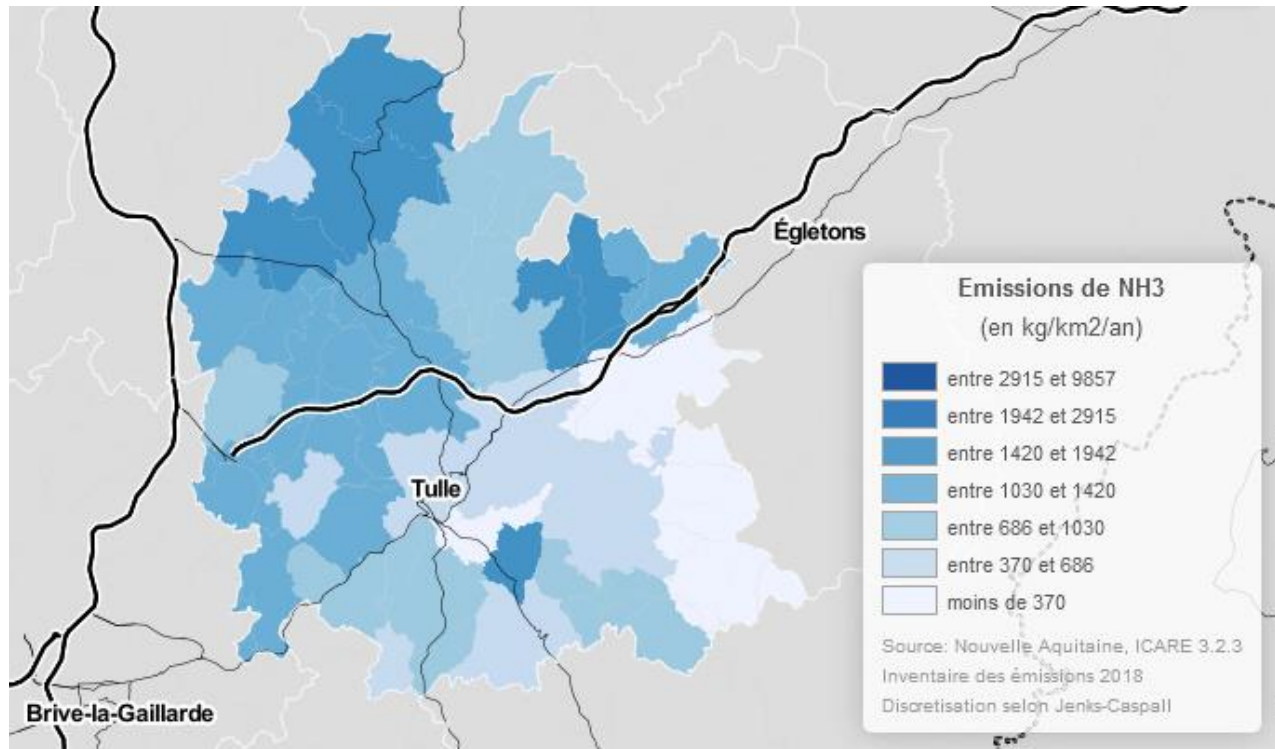 Égletons
Emissions de NH3
(en kg/km2/an)
entre 2915 et 9857
entre 1942 et 2915
entre 1420 et 1942
entre 1030 et 1420
entre 686 et 1030
entre 370 et 686
moins de 370
Source: Nouvelle Aquitaine, ICARE 3.2.3
Inventaire des émissions 2018
Discretisation selon Jenks-Caspall
Tulle
Brive-la-Gaillarde